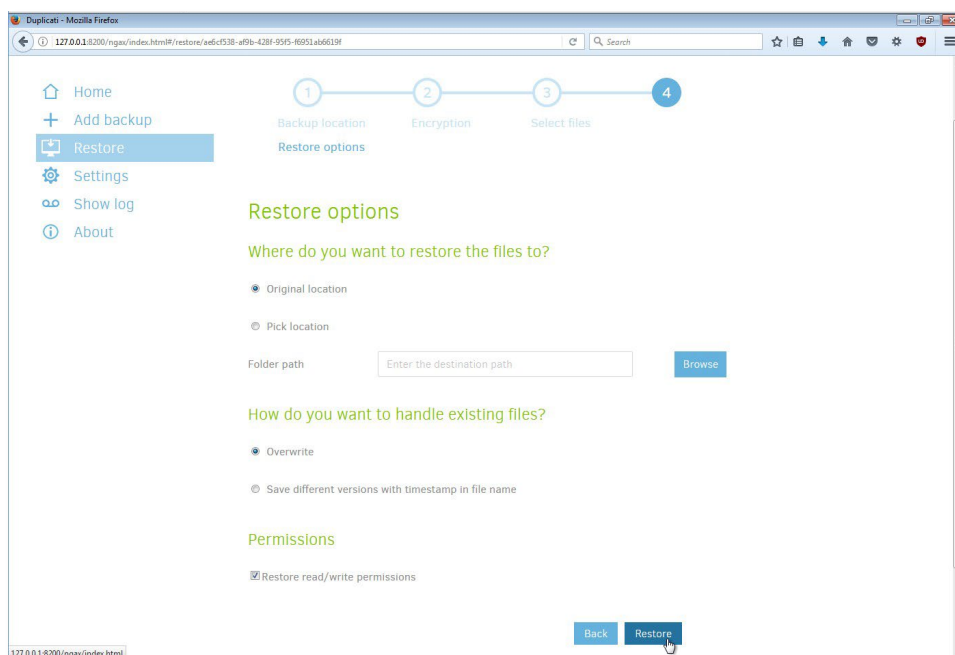 Duplicati - Mozilla Firefox
127.0.0.1:8200/ngax/index.html#/restore/ae6cf538-af9b-428f-95f5-f6951ab6619f
Search
Home
Add backup
Restore
Settings
Show log
About
1
2
3
4
Backup location
Encryption
Select files
Restore options
Restore options
Where do you want to restore the files to?
Original location
Pick location
Folder path
Enter the destination path
Browse
How do you want to handle existing files?
Overwrite
Save different versions with timestamp in file name
Permissions
Restore read/write permissions
Back
Restore
127.0.0.1:8200/ngax/index.html